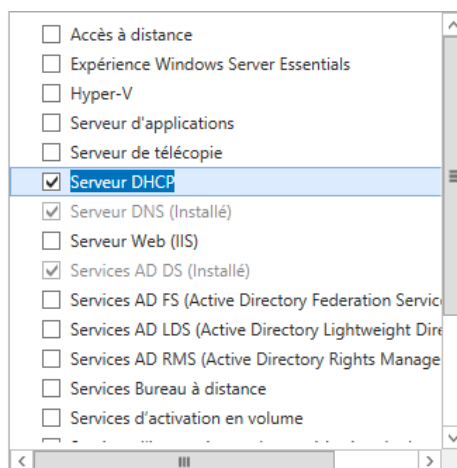 Accès à distance
Expérience Windows Server Essentials
Hyper-V
Serveur d'applications
Serveur de télécopie
Serveur DHCP
Serveur DNS (Installé)
Serveur Web (IIS)
Services AD DS (Installé)
Services AD FS (Active Directory Federation Servic
Services AD LDS (Active Directory Lightweight Dire
Services AD RMS (Active Directory Rights Manage
Services Bureau à distance
Services d’activation en volume